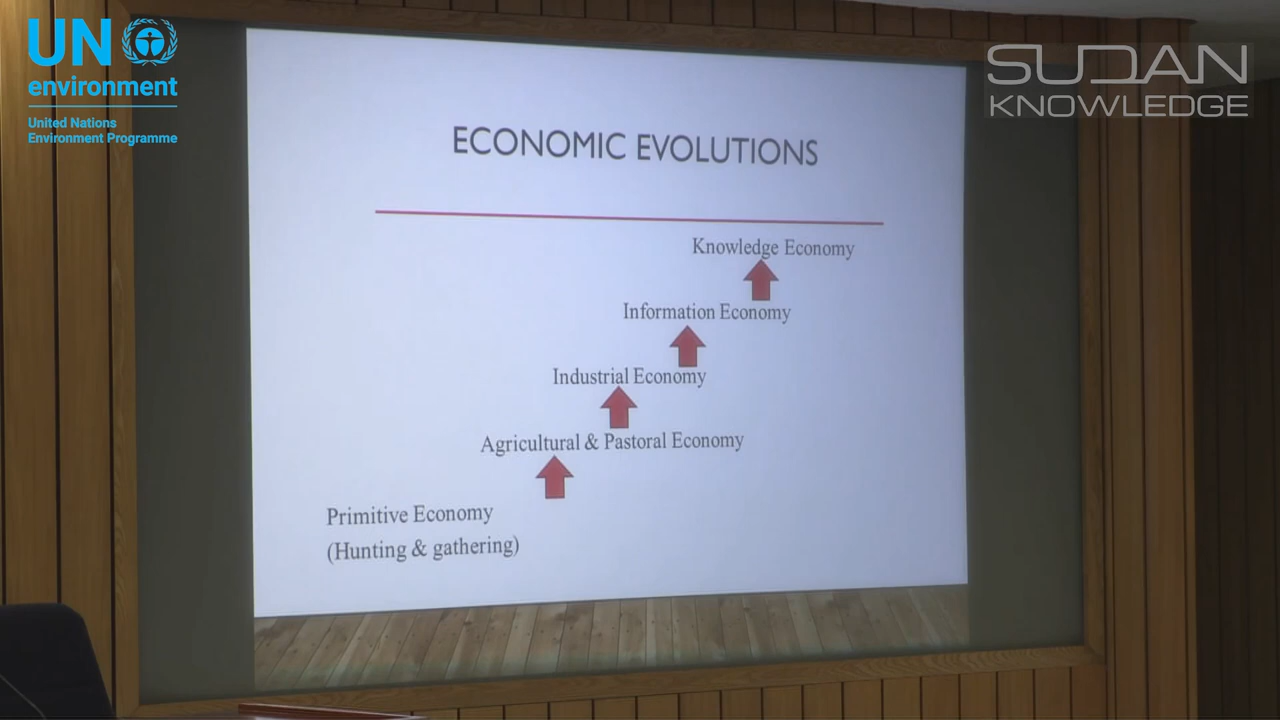 UN
environment
United Nations
Environment Programme
SUDAN
KNOWLEDGE
ECONOMIC EVOLUTIONS
Knowledge Economy
Information Economy
Industrial Economy
Agricultural & Pastoral Economy
Primitive Economy
(Hunting & gathering)